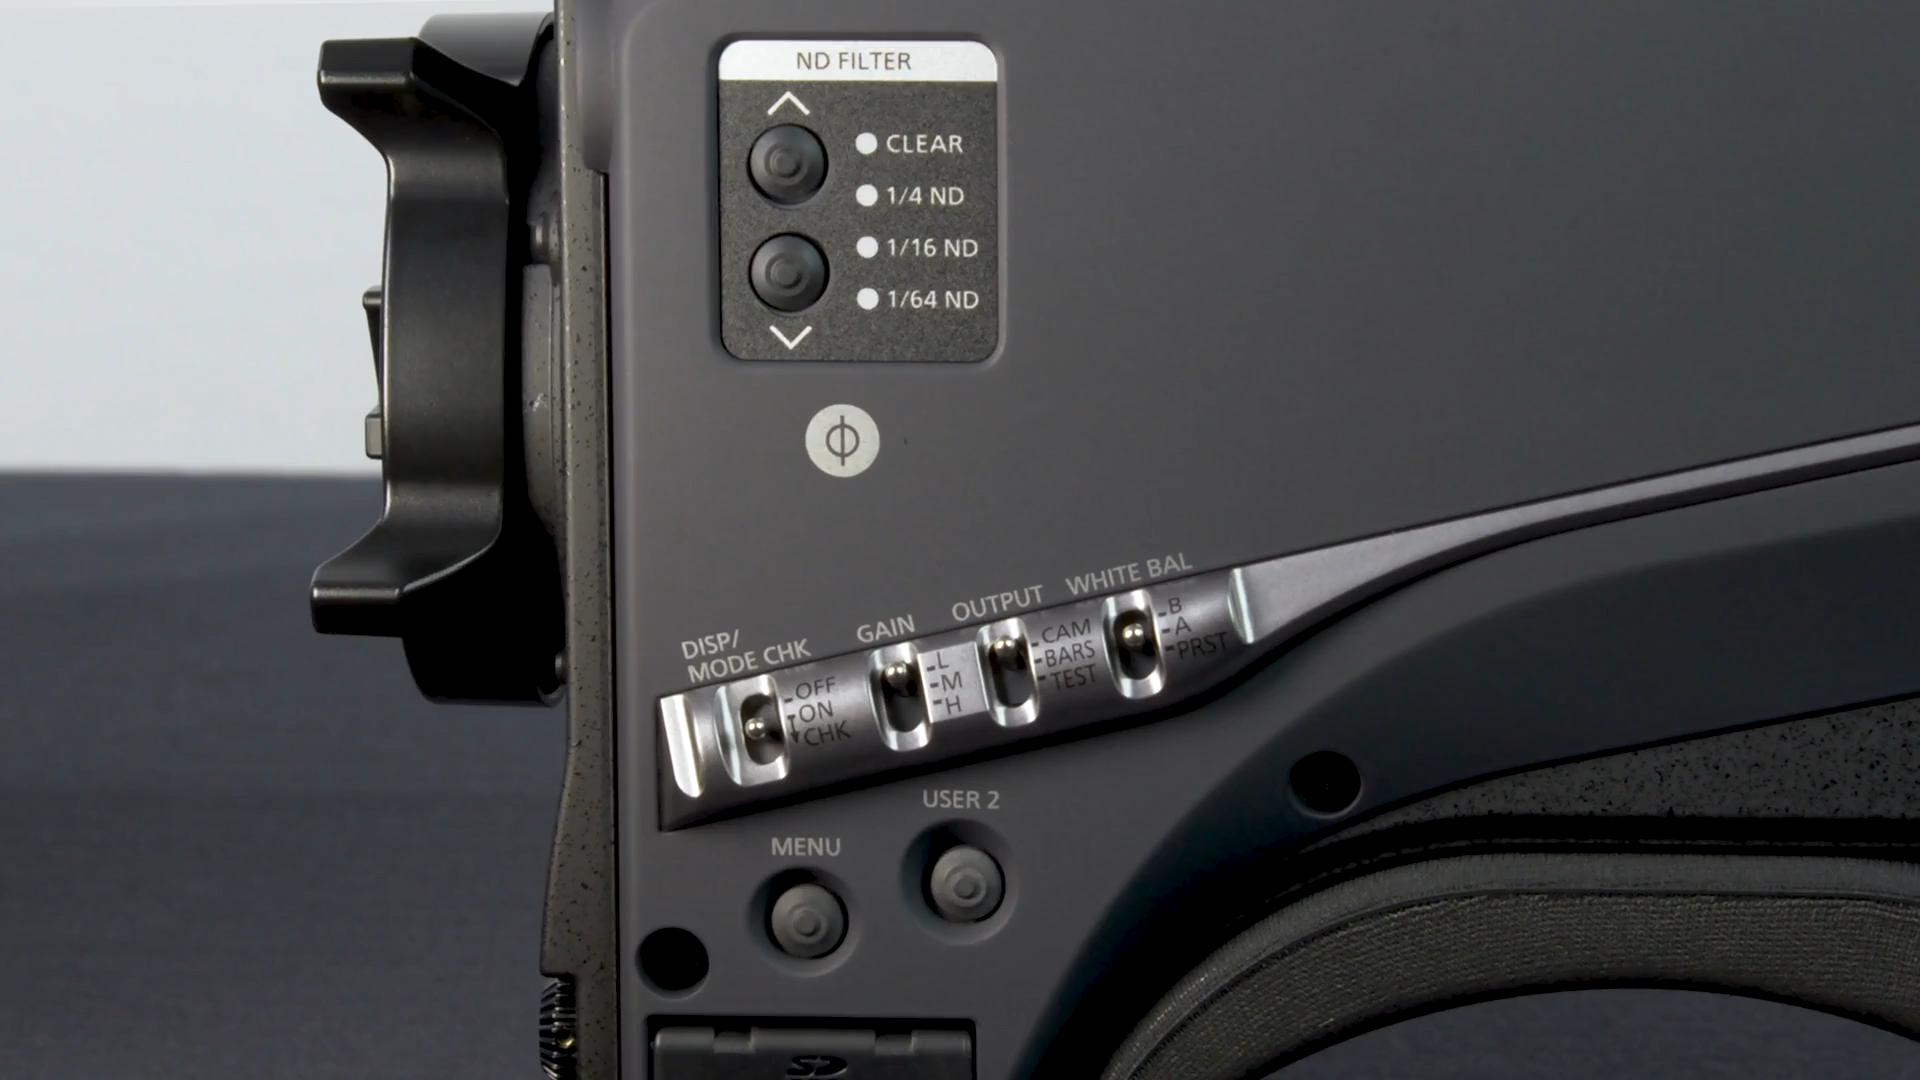 ND FILTER
CLEAR
1/4 ND
1/16 ND
1/64 ND
DISP/
MODE CHK
GAIN
OUTPUT
WHITE BAL
OFF
ON
CHK
L
M
H
CAM
BARS
TEST
B
A
PRST
MENU
USER 2
SD